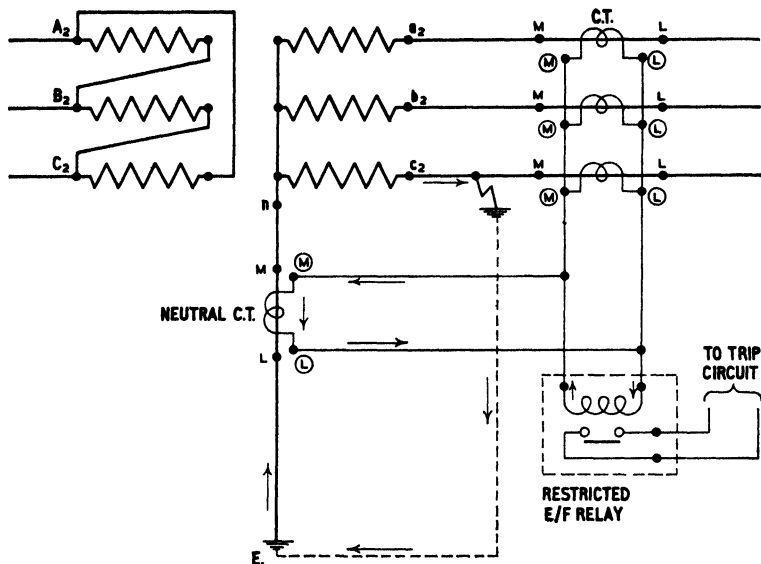 A2
B2
C2
a2
b2
c2
n
M
C.T.
L
M
L
M
L
M
L
M
L
M
L
M
M
NEUTRAL C.T.
L
L
E.
TO TRIP
CIRCUIT
RESTRICTED
E/F RELAY